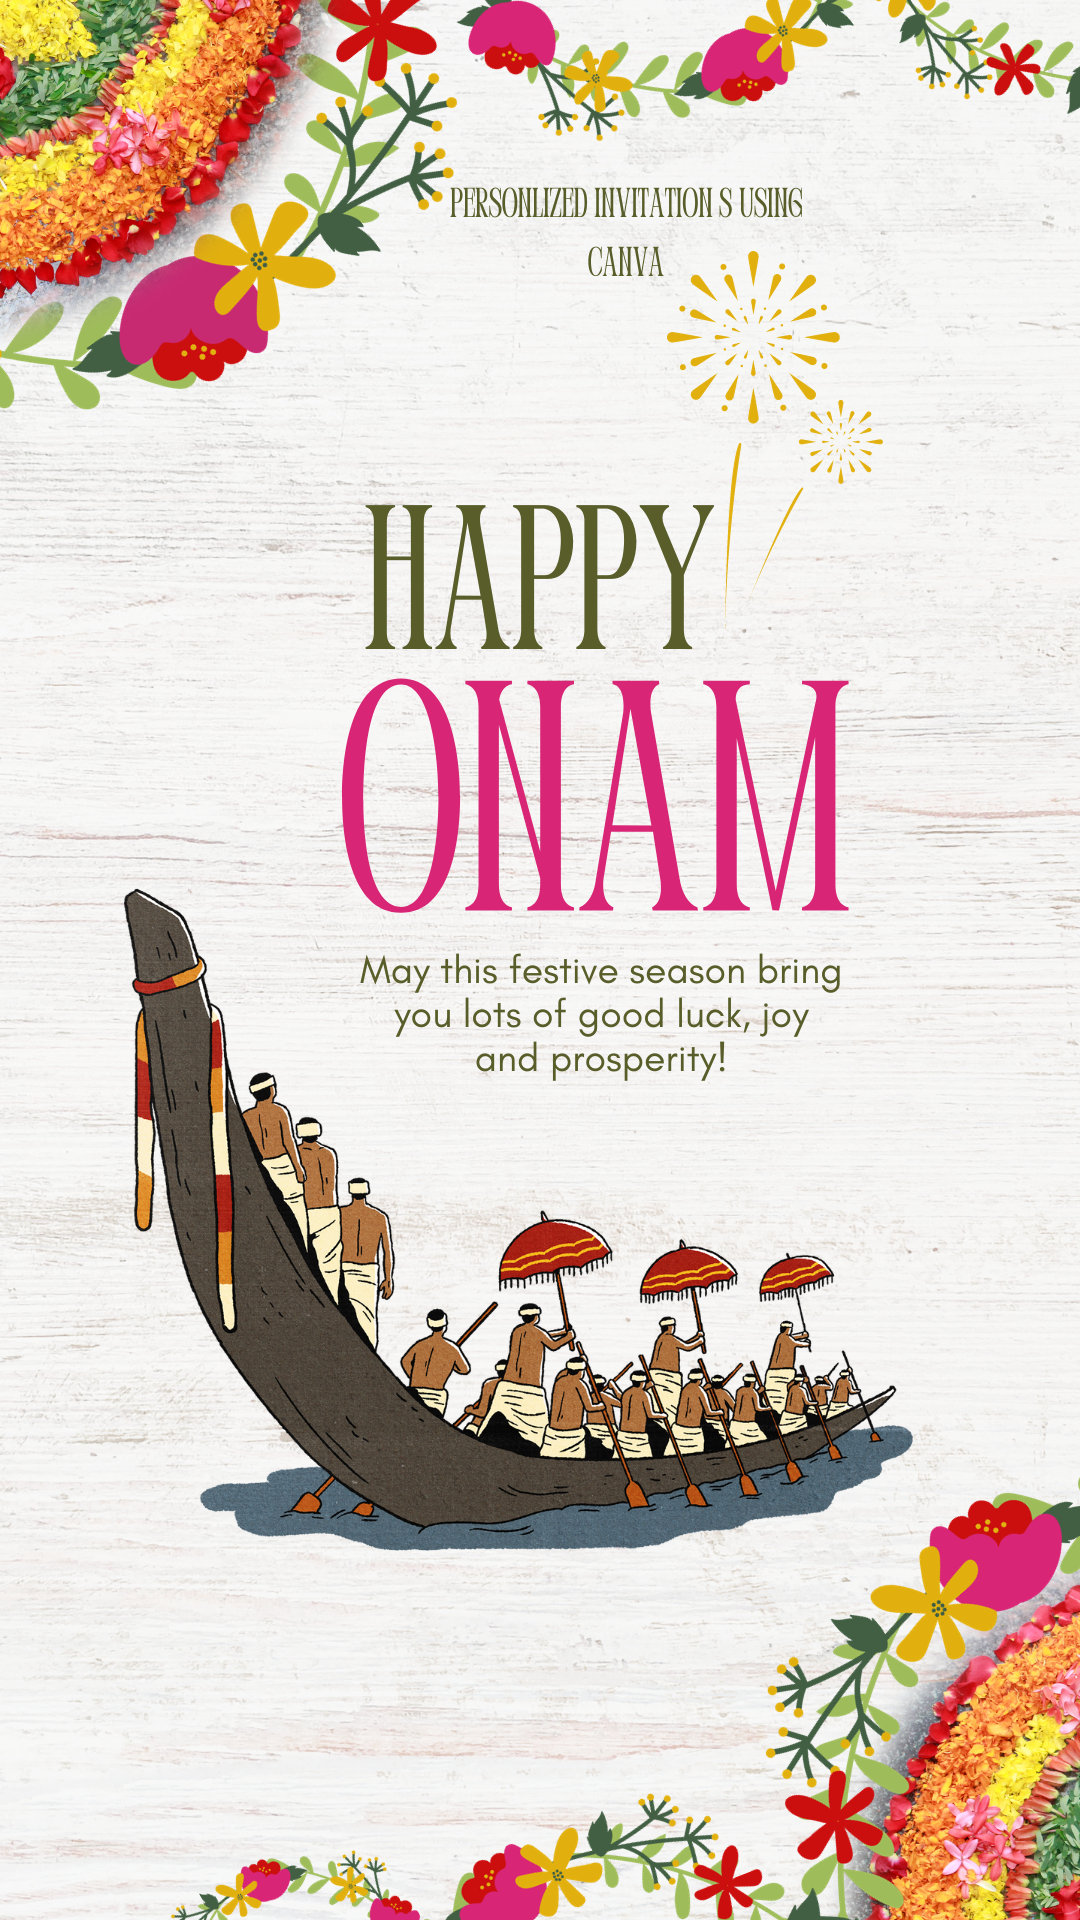 PERSONLIZED INVITATION S USING
CANVA
HAPPY
ONAM
May this festive season bring
you lots of good luck, joy
and prosperity!